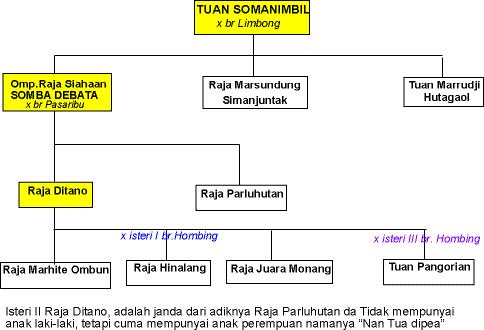 TUAN SOMANIMBIL
x br Limbong
Omp.Raja Siahaan
SOMBA DEBATA
x br Pasaribu
Raja Marsundung
Simanjuntak
Tuan Marrudji
Hutagaol
Raja Ditano
Raja Parluhutan
x isteri I br.Hombing
x isteri III br. Hombing
Raja Marhite Ombun
Raja Hinalang
Raja Juara Monang
Tuan Pangorian
Isteri II Raja Ditano, adalah janda dari adiknya Raja Parluhutan da Tidak mempunyai
anak laki-laki, tetapi cuma mempunyai anak perempuan namanya “Nan Tua dipea”